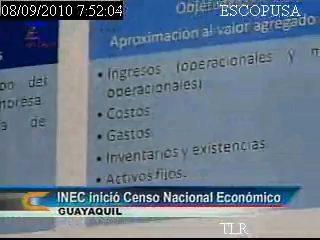 08/09/2010 7:52:04
ESCOPUSA
Aproximación al valor agregado
• Ingresos (operacionales y
operacionales)
• Costos.
• Gastos.
• Inventarios y existencias.
• Activos fijos.
de
INEC inició Censo Nacional Económico
GUAYAQUIL
TLR